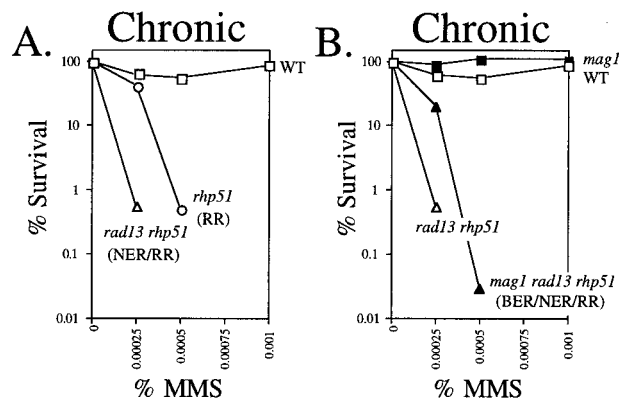 A.
Chronic
% Survival
100
10
1
0.1
0.01
WT
rhp51
(RR)
rad13 rhp51
(NER/RR)
0
0.00025
0.0005
0.00075
0.001
% MMS
B.
Chronic
% Survival
100
10
1
0.1
0.01
mag1
WT
rad13 rhp51
mag1 rad13 rhp51
(BER/NER/RR)
0
0.00025
0.0005
0.00075
0.001
% MMS